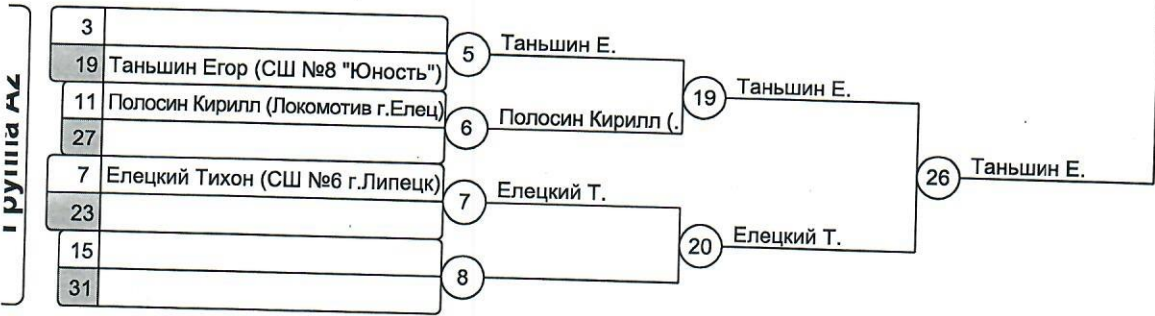 Группа А2
3
19 Таньшин Егор (СШ №8 "Юность")
5 Таньшин Е.
11 Полосин Кирилл (Локомотив г.Елец)
27
6 Полосин Кирилл (.
19 Таньшин Е.
7 Елецкий Тихон (СШ №6 г.Липецк)
23
7 Елецкий Т.
15
31
8
20 Елецкий Т.
26 Таньшин Е.